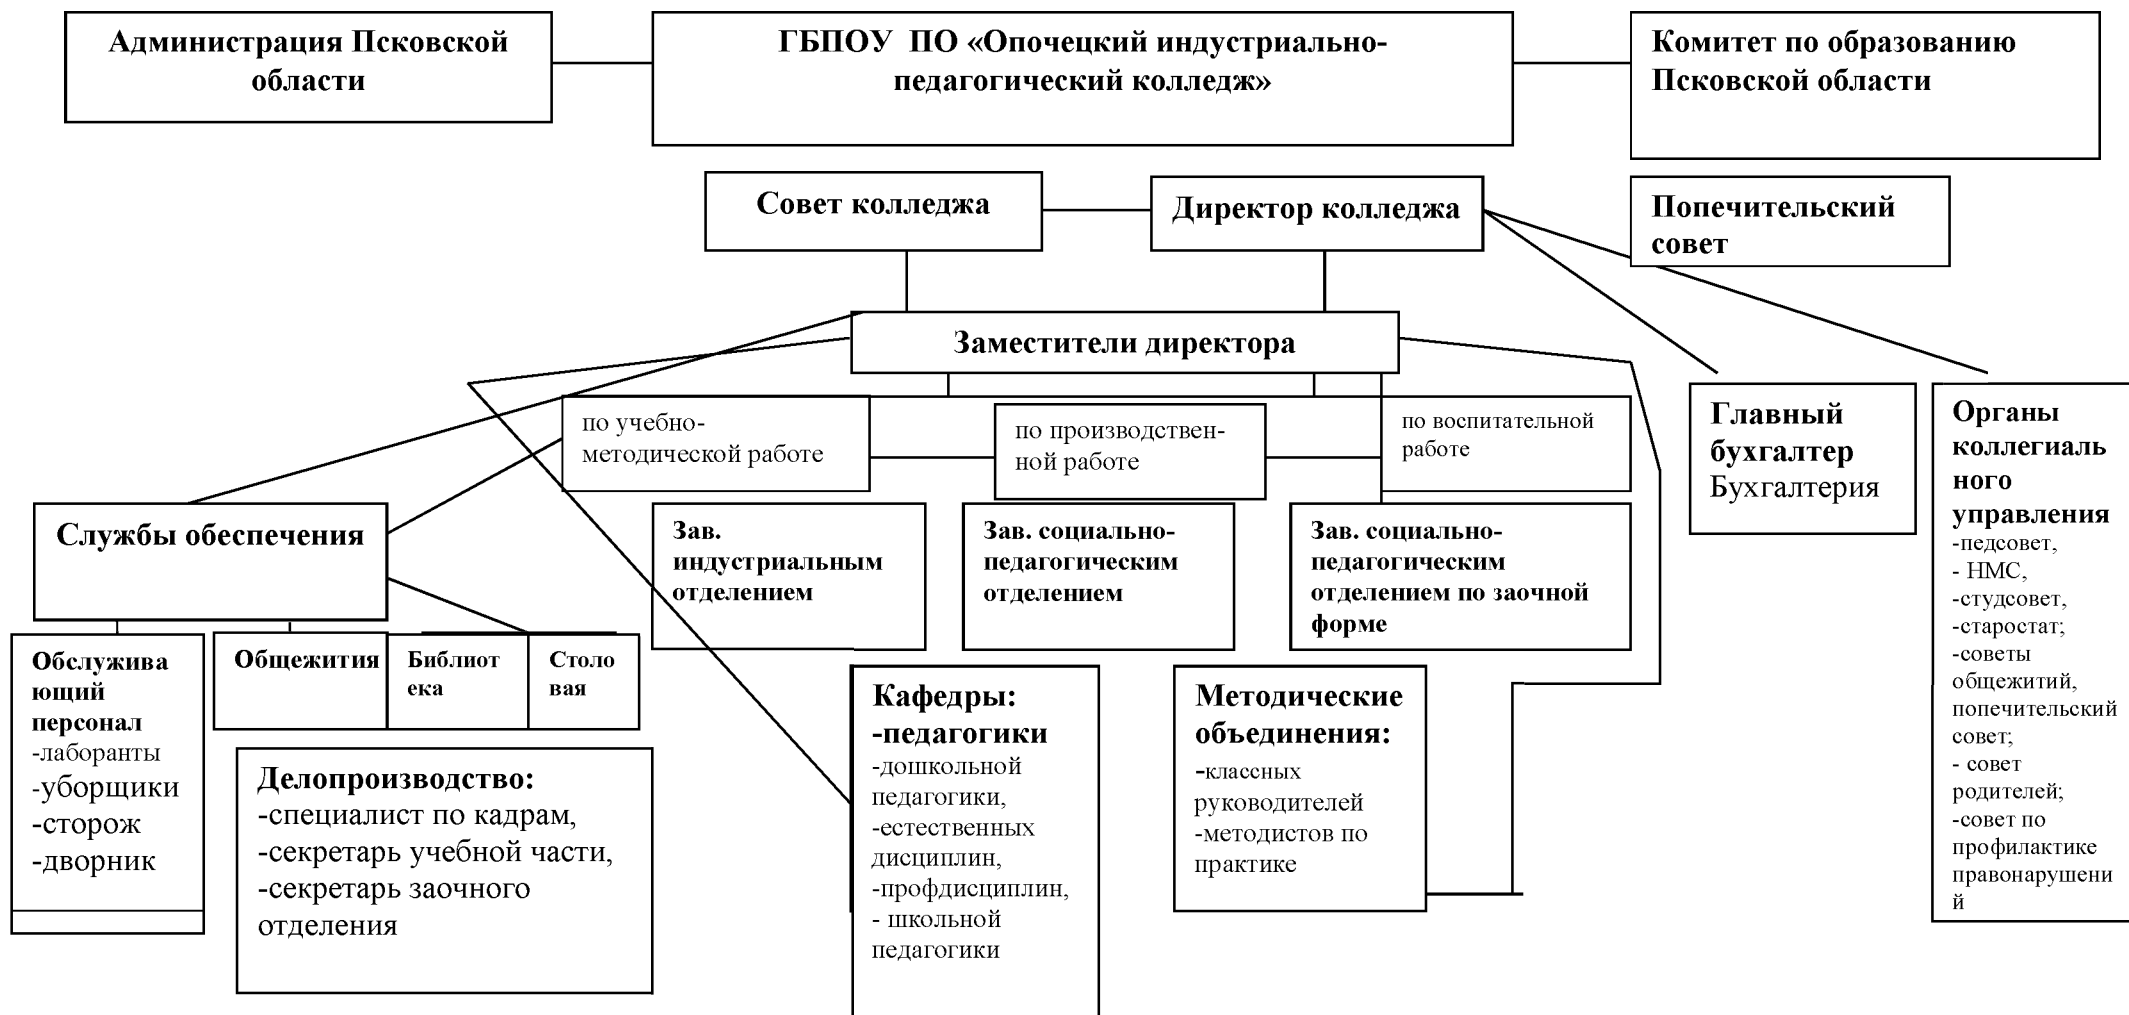 Администрация Псковской
области
ГБПОУ ПО «Опочецкий индустриально-
педагогический колледж»
Комитет по образованию
Псковской области
Совет колледжа
Директор колледжа
Попечительский
совет
Заместители директора
по учебно-
методической работе
по производствен-
ной работе
по воспитательной
работе
Главный
бухгалтер
Бухгалтерия
Органы
коллегиаль
ного
управления
-педсовет,
- НМС,
-студсовет,
-старостат;
-советы
общежитий,
попечительский
совет;
- совет
родителей;
-совет по
профилактике
правонарушени
й
Службы обеспечения
Зав.
индустриальным
отделением
Зав. социально-
педагогическим
отделением
Зав. социально-
педагогическим
отделением по заочной
форме
Обслужива
ющий
персонал
-лаборанты
-уборщики
-сторож
-дворник
Общежития
Библиот
ека
Столо
вая
Делопроизводство:
-специалист по кадрам,
-секретарь учебной части,
-секретарь заочного
отделения
Кафедры:
-педагогики
-дошкольной
педагогики,
-естественных
дисциплин,
-профдисциплин,
- школьной
педагогики
Методические
объединения:
-классных
руководителей
-методистов по
практике